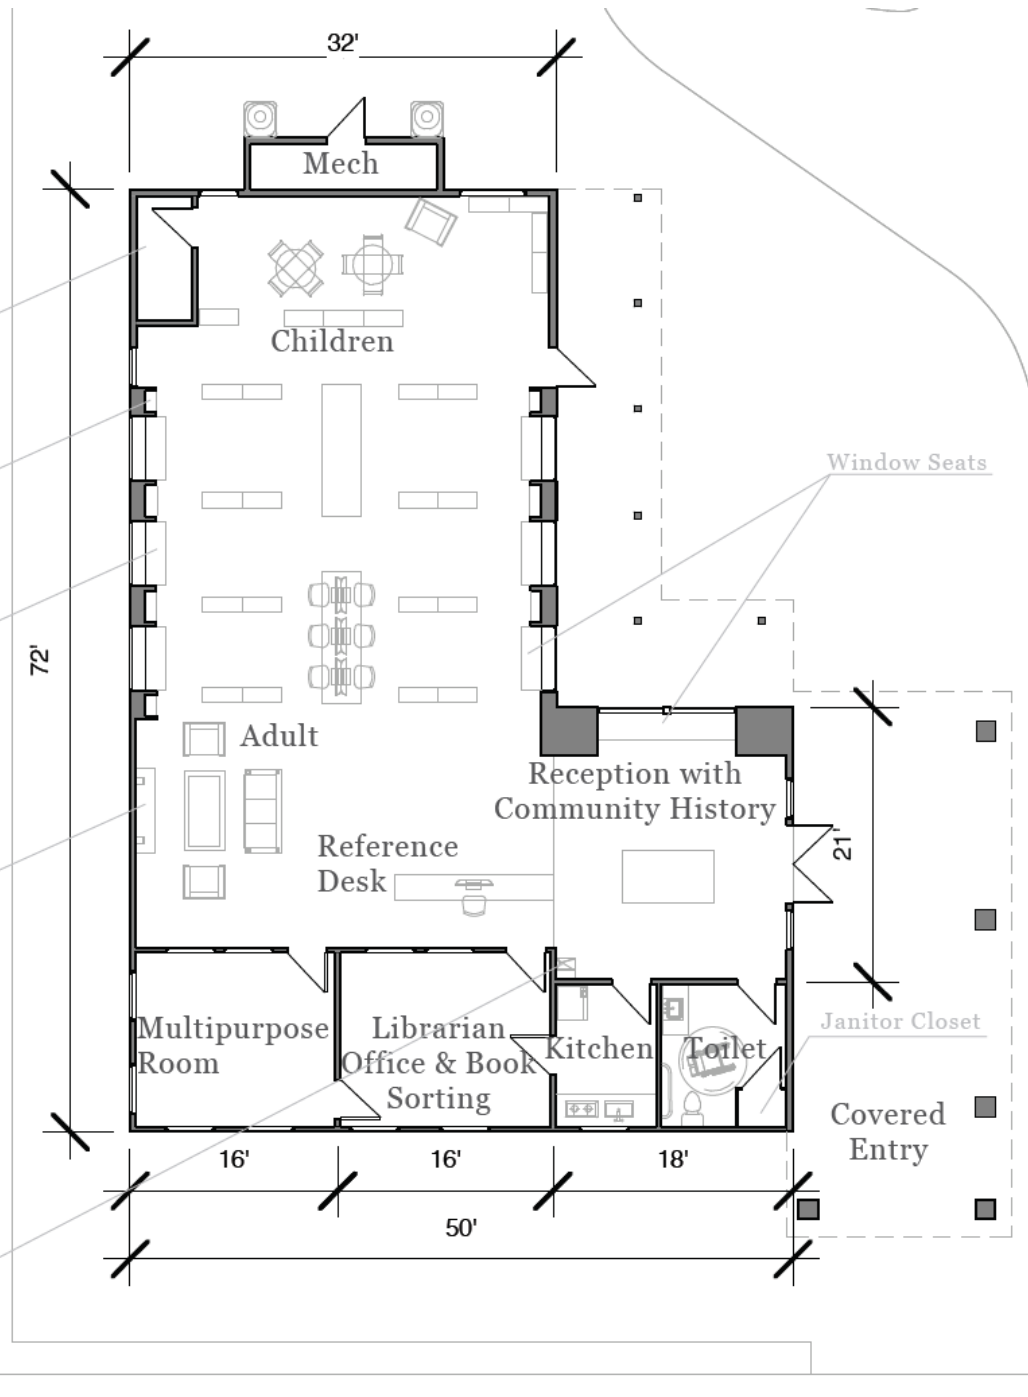 32'
Mech
Children
Window Seats
72'
Adult
Reception with
Community History
21'
Reference
Desk
Multipurpose
Room
Librarian
Office & Book
Sorting
Kitchen
Toilet
Janitor Closet
Covered
Entry
16'
16'
18'
50'